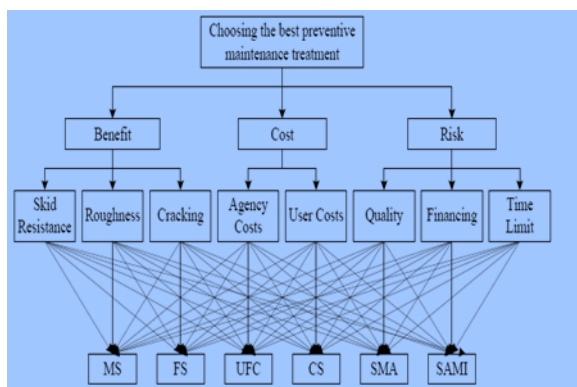 Choosing the best preventive
maintenance treatment
Benefit
Cost
Risk
Skid
Resistance
Roughness
Cracking
Agency
Costs
User Costs
Quality
Financing
Time
Limit
MS
FS
UFC
CS
SMA
SAMI